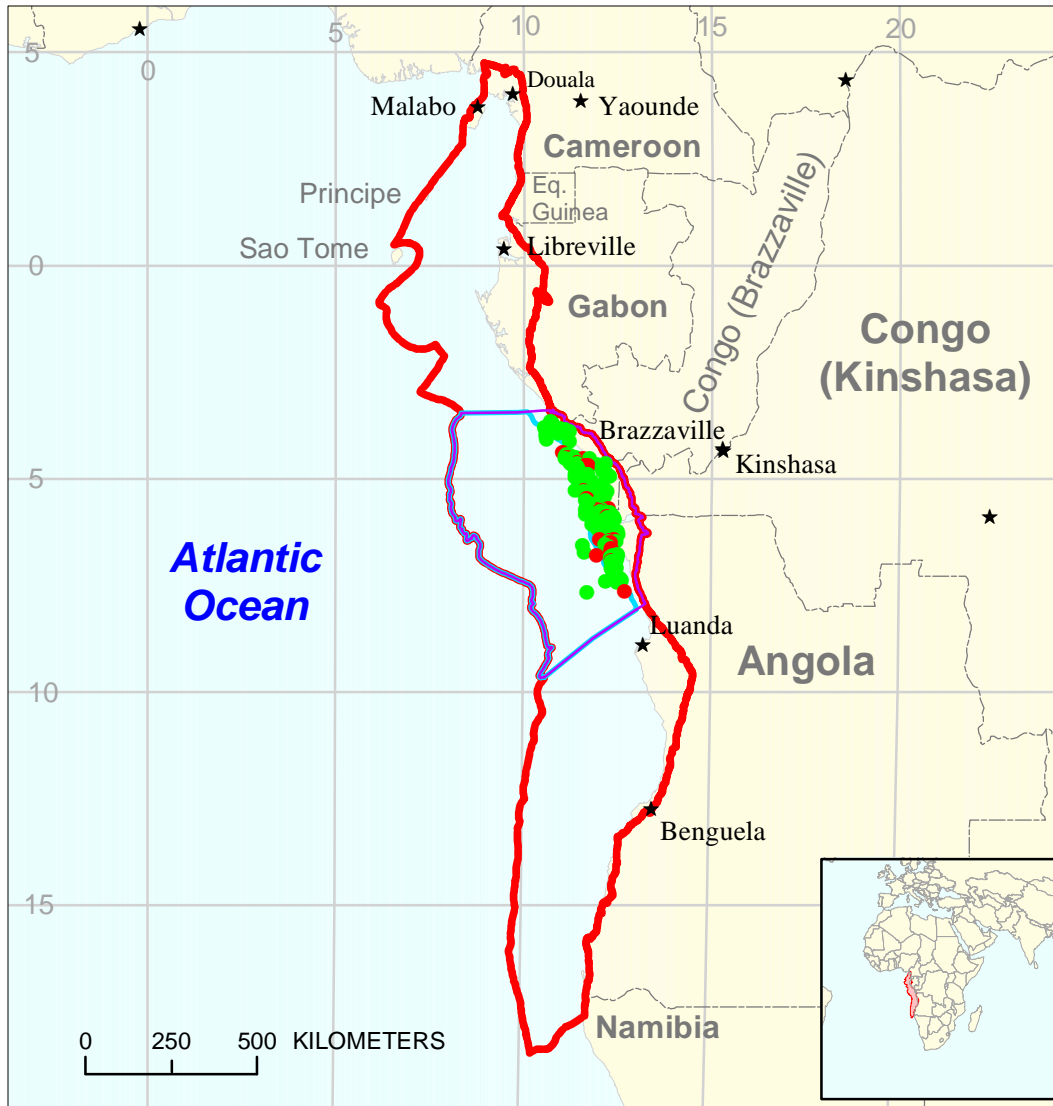 10
15
20
5
0
Douala
Malabo
Yaounde
Cameroon
Principe
Eq.
Guinea
Sao Tome
Libreville
0
Gabon
Congo (Brazzaville)
Congo
(Kinshasa)
Brazzaville
Kinshasa
5
Atlantic
Ocean
Luanda
Angola
10
Benguela
15
Namibia
0 250 500 KILOMETERS